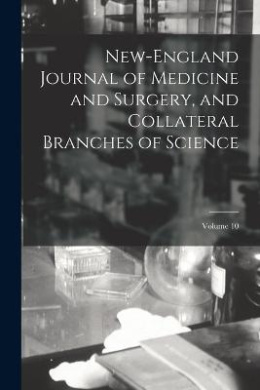 New-England
Journal of Medicine
and Surgery, and
Collateral
Branches of Science
Volume 10